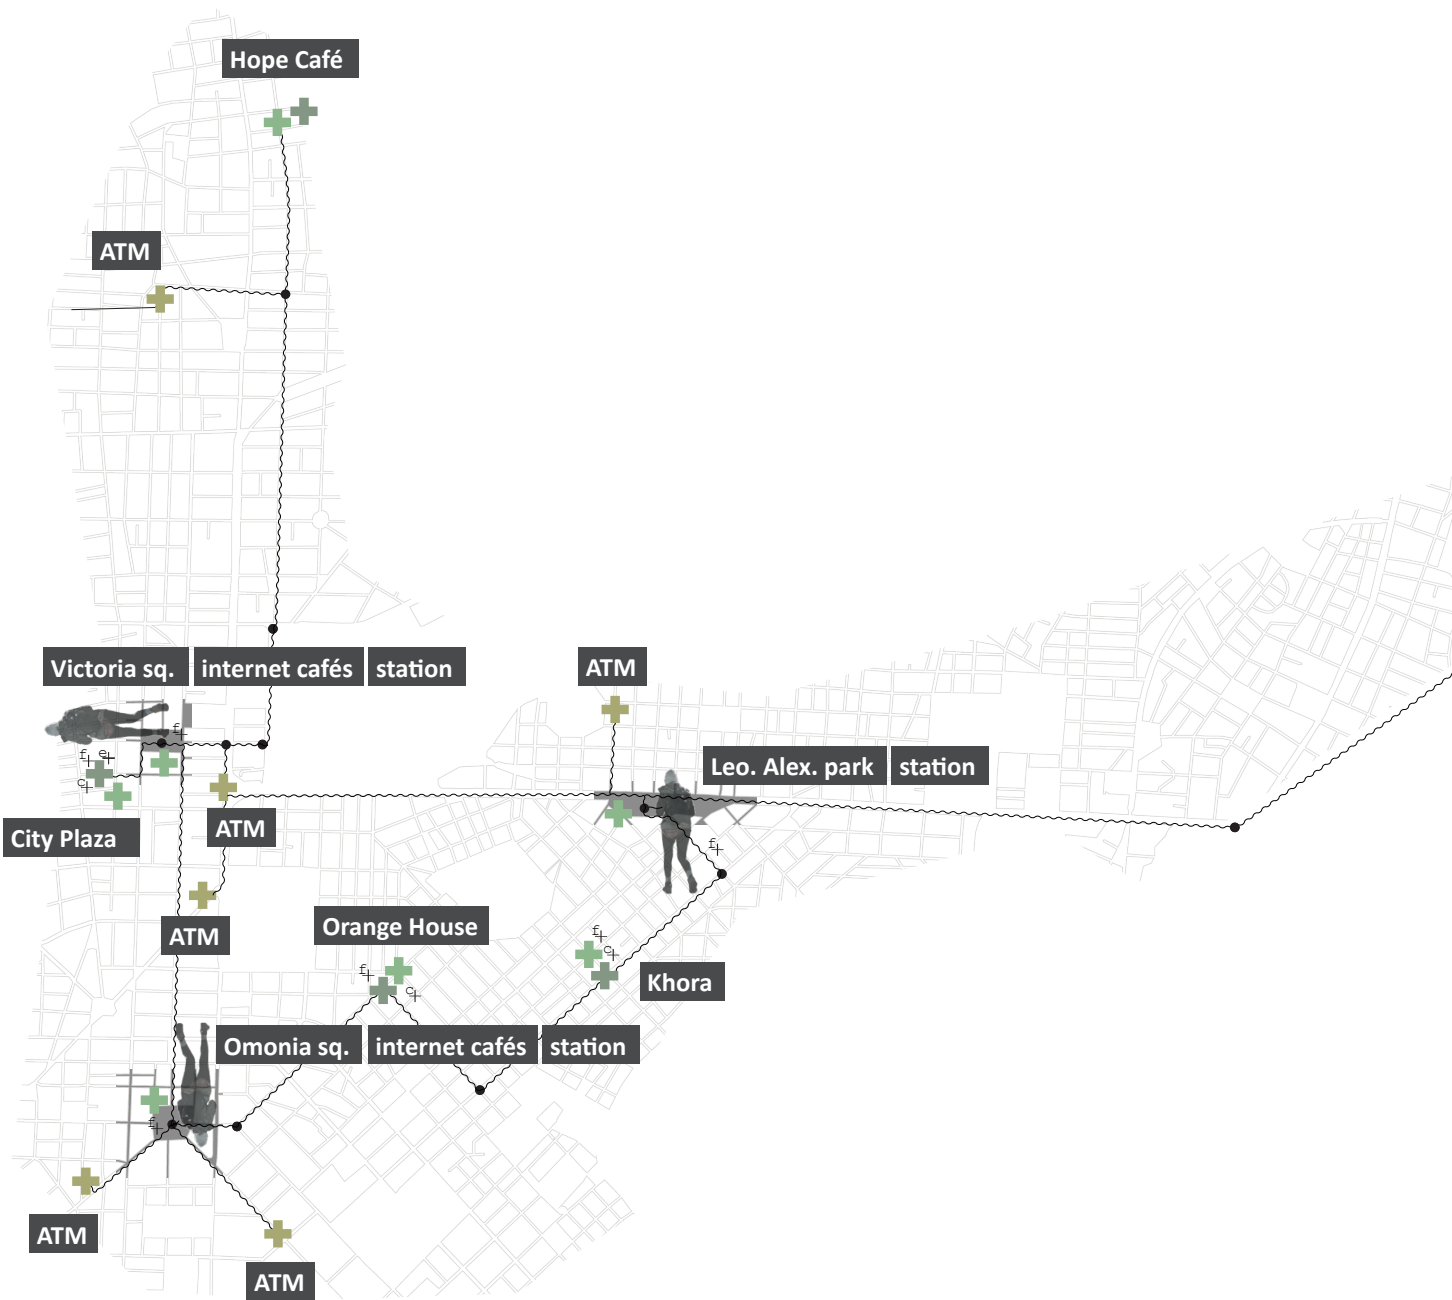 Hope Café
ATM
Victoria sq. internet cafés station
ATM
f
f e
c
Leo. Alex. park station
City Plaza
ATM
f
ATM
Orange House
f
c
f
c
Khora
Omonia sq. internet cafés station
f
ATM
ATM